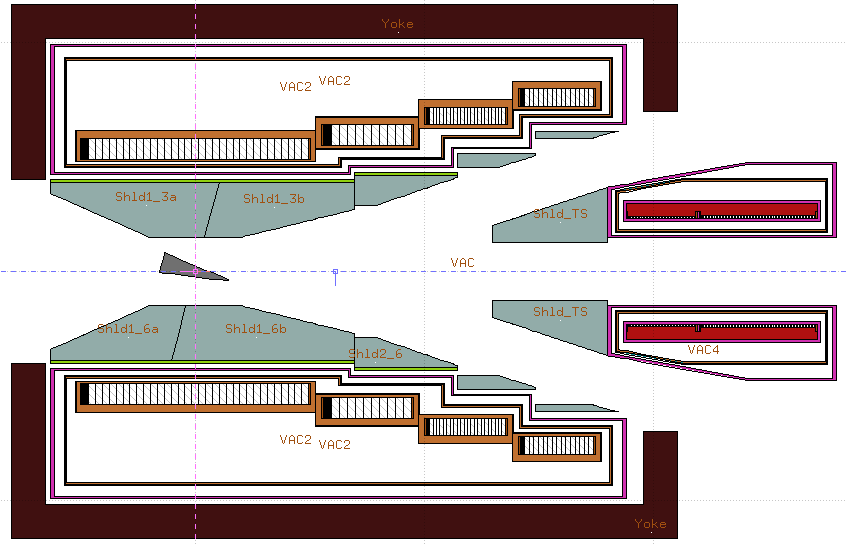 Yoke
VAC2
VAC2
Shld1_3a
Shld1_3b
Shld_TS
VAC
Shld_TS
Shld1_6a
Shld1_6b
Shld2_6
VAC4
VAC2
VAC2
Yoke